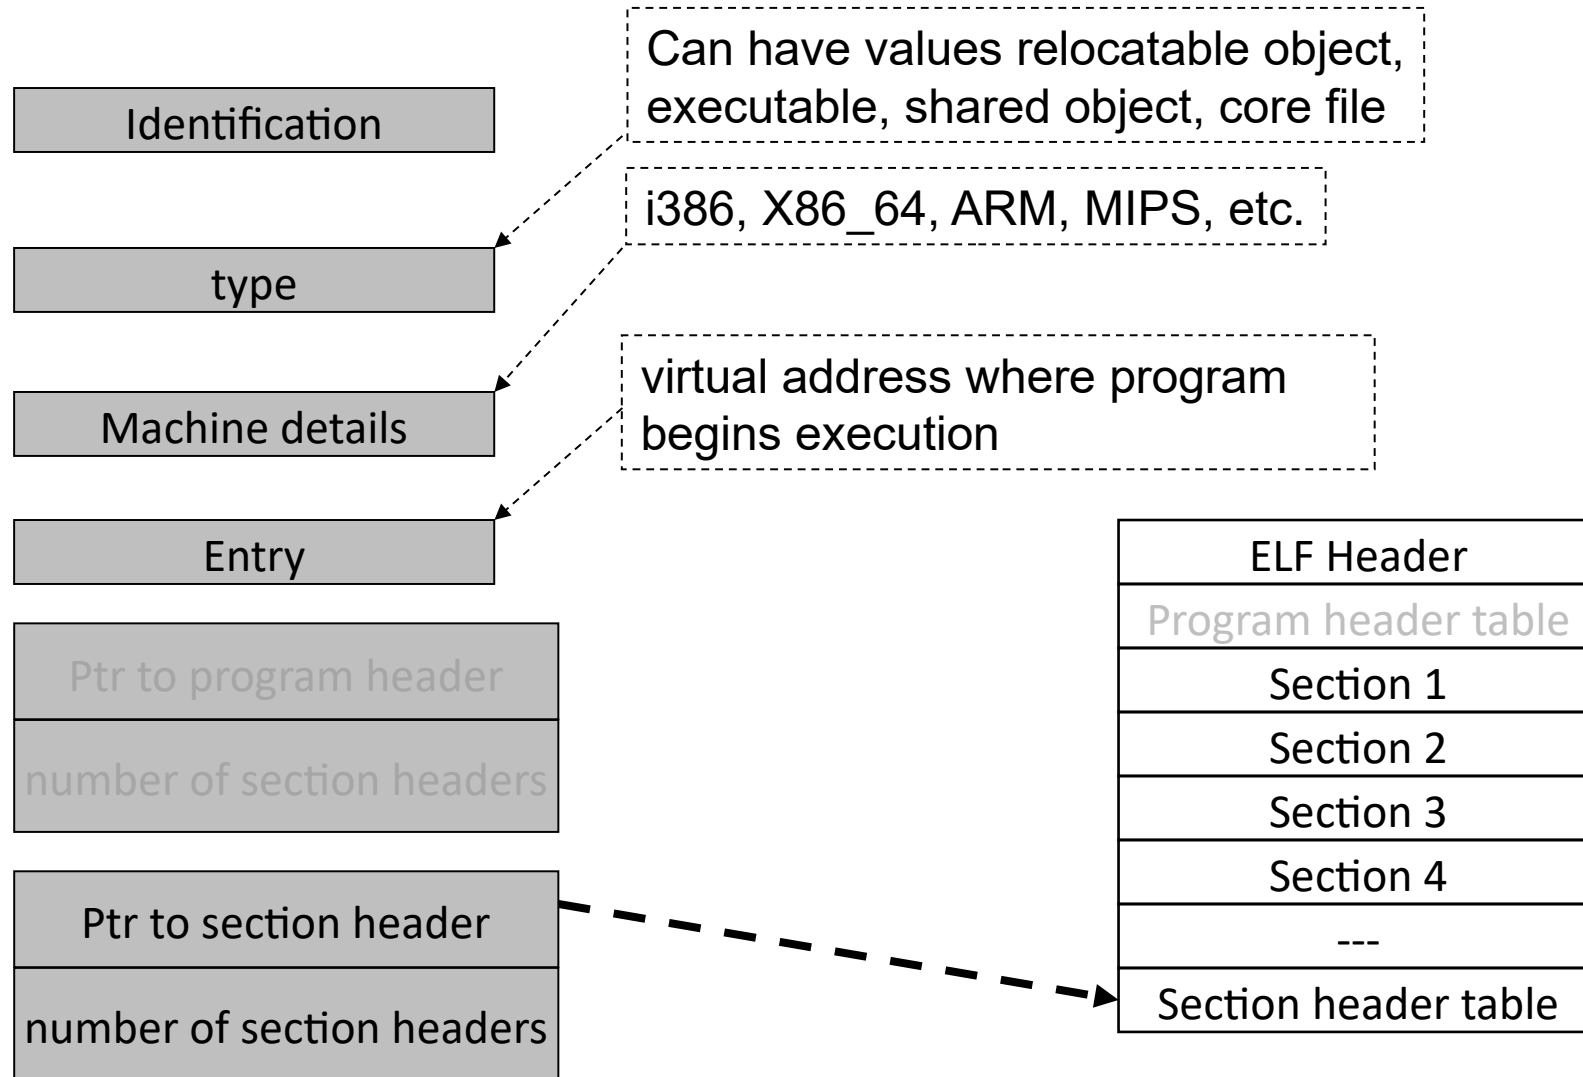 Can have values relocatable object,
executable, shared object, core file
Identification
i386, X86_64, ARM, MIPS, etc.
type
virtual address where program
begins execution
Machine details
Entry
Ptr to program header
number of section headers
Ptr to section header
number of section headers
ELF Header
Program header table
Section 1
Section 2
Section 3
Section 4
---
Section header table